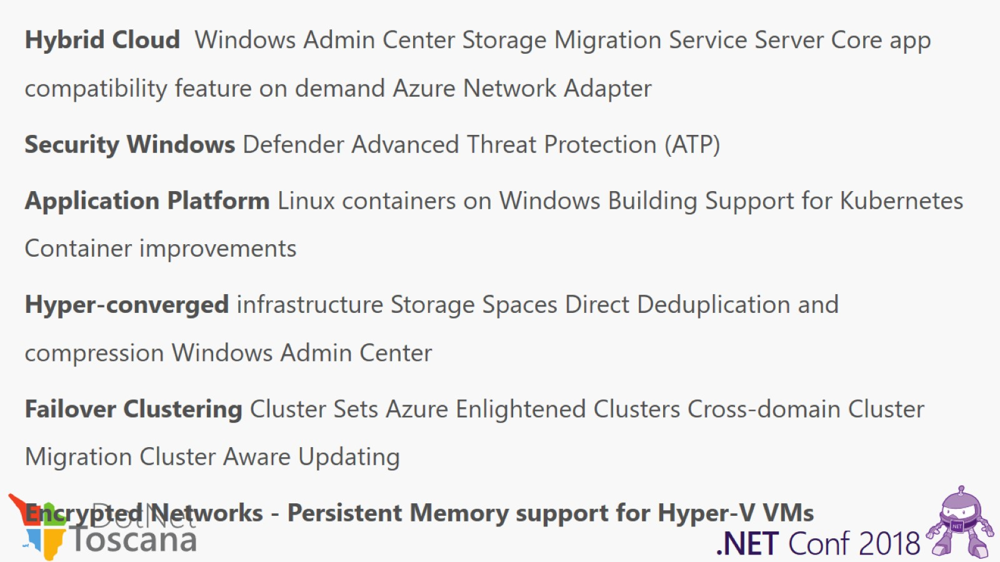 Hybrid Cloud  Windows Admin Center Storage Migration Service Server Core app
compatibility feature on demand Azure Network Adapter
Security Windows Defender Advanced Threat Protection (ATP)
Application Platform Linux containers on Windows Building Support for Kubernetes
Container improvements
Hyper-converged infrastructure Storage Spaces Direct Deduplication and
compression Windows Admin Center
Failover Clustering Cluster Sets Azure Enlightened Clusters Cross-domain Cluster
Migration Cluster Aware Updating
Encrypted Networks - Persistent Memory support for Hyper-V VMs
DotNet
Toscana
.NET Conf 2018
.NET